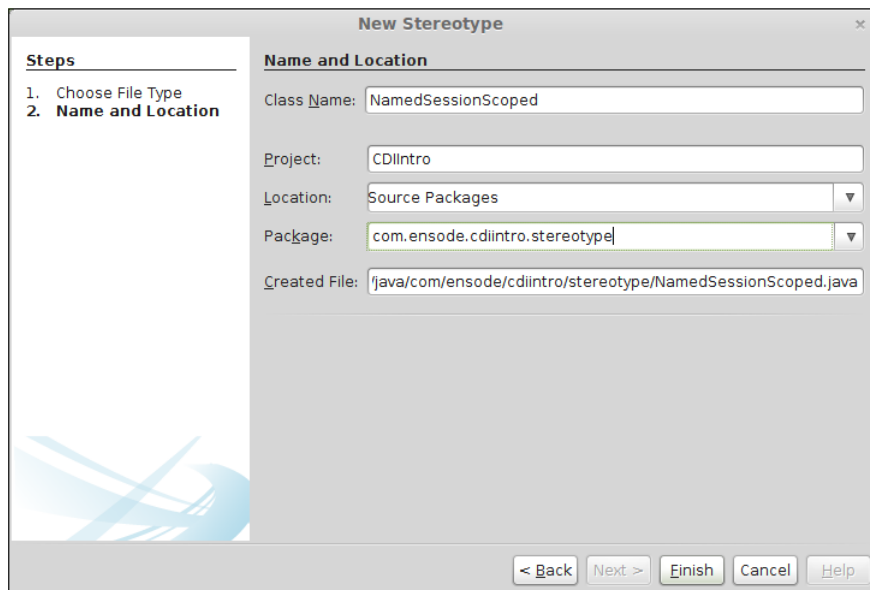 New Stereotype
Steps
1. Choose File Type
2. Name and Location
Name and Location
Class Name: NamedSessionScoped
Project: CDIIntro
Location: Source Packages
Package: com.ensode.cdiintro.stereotype
Created File: /java/com/ensode/cdiintro/stereotype/NamedSessionScoped.java
< Back Next > Finish Cancel Help